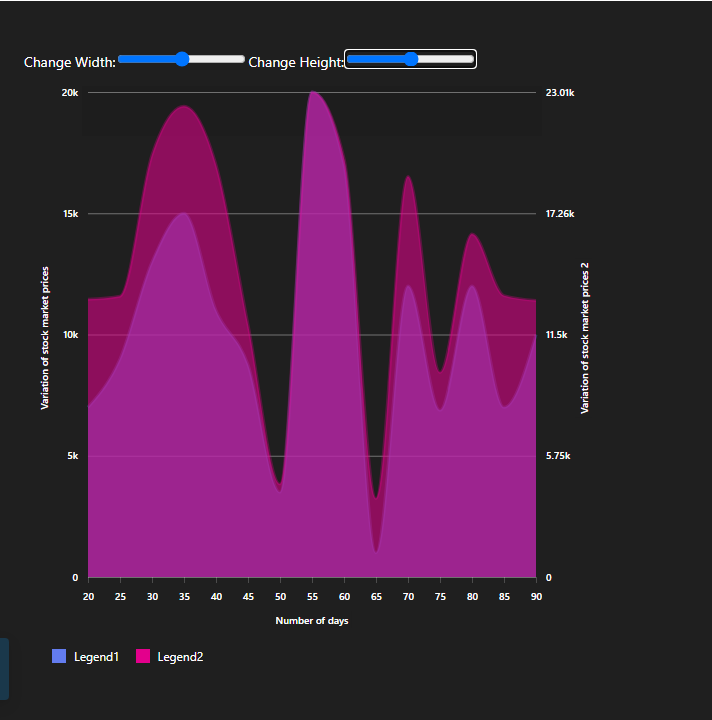 Change Width: Change Height:
20k 23.01k
15k 17.26k
Variation of stock market prices
Variation of stock market prices 2
10k 11.5k
5k 5.75k
0 0
20 25 30 35 40 45 50 55 60 65 70 75 80 85 90
Number of days
Legend1 Legend2